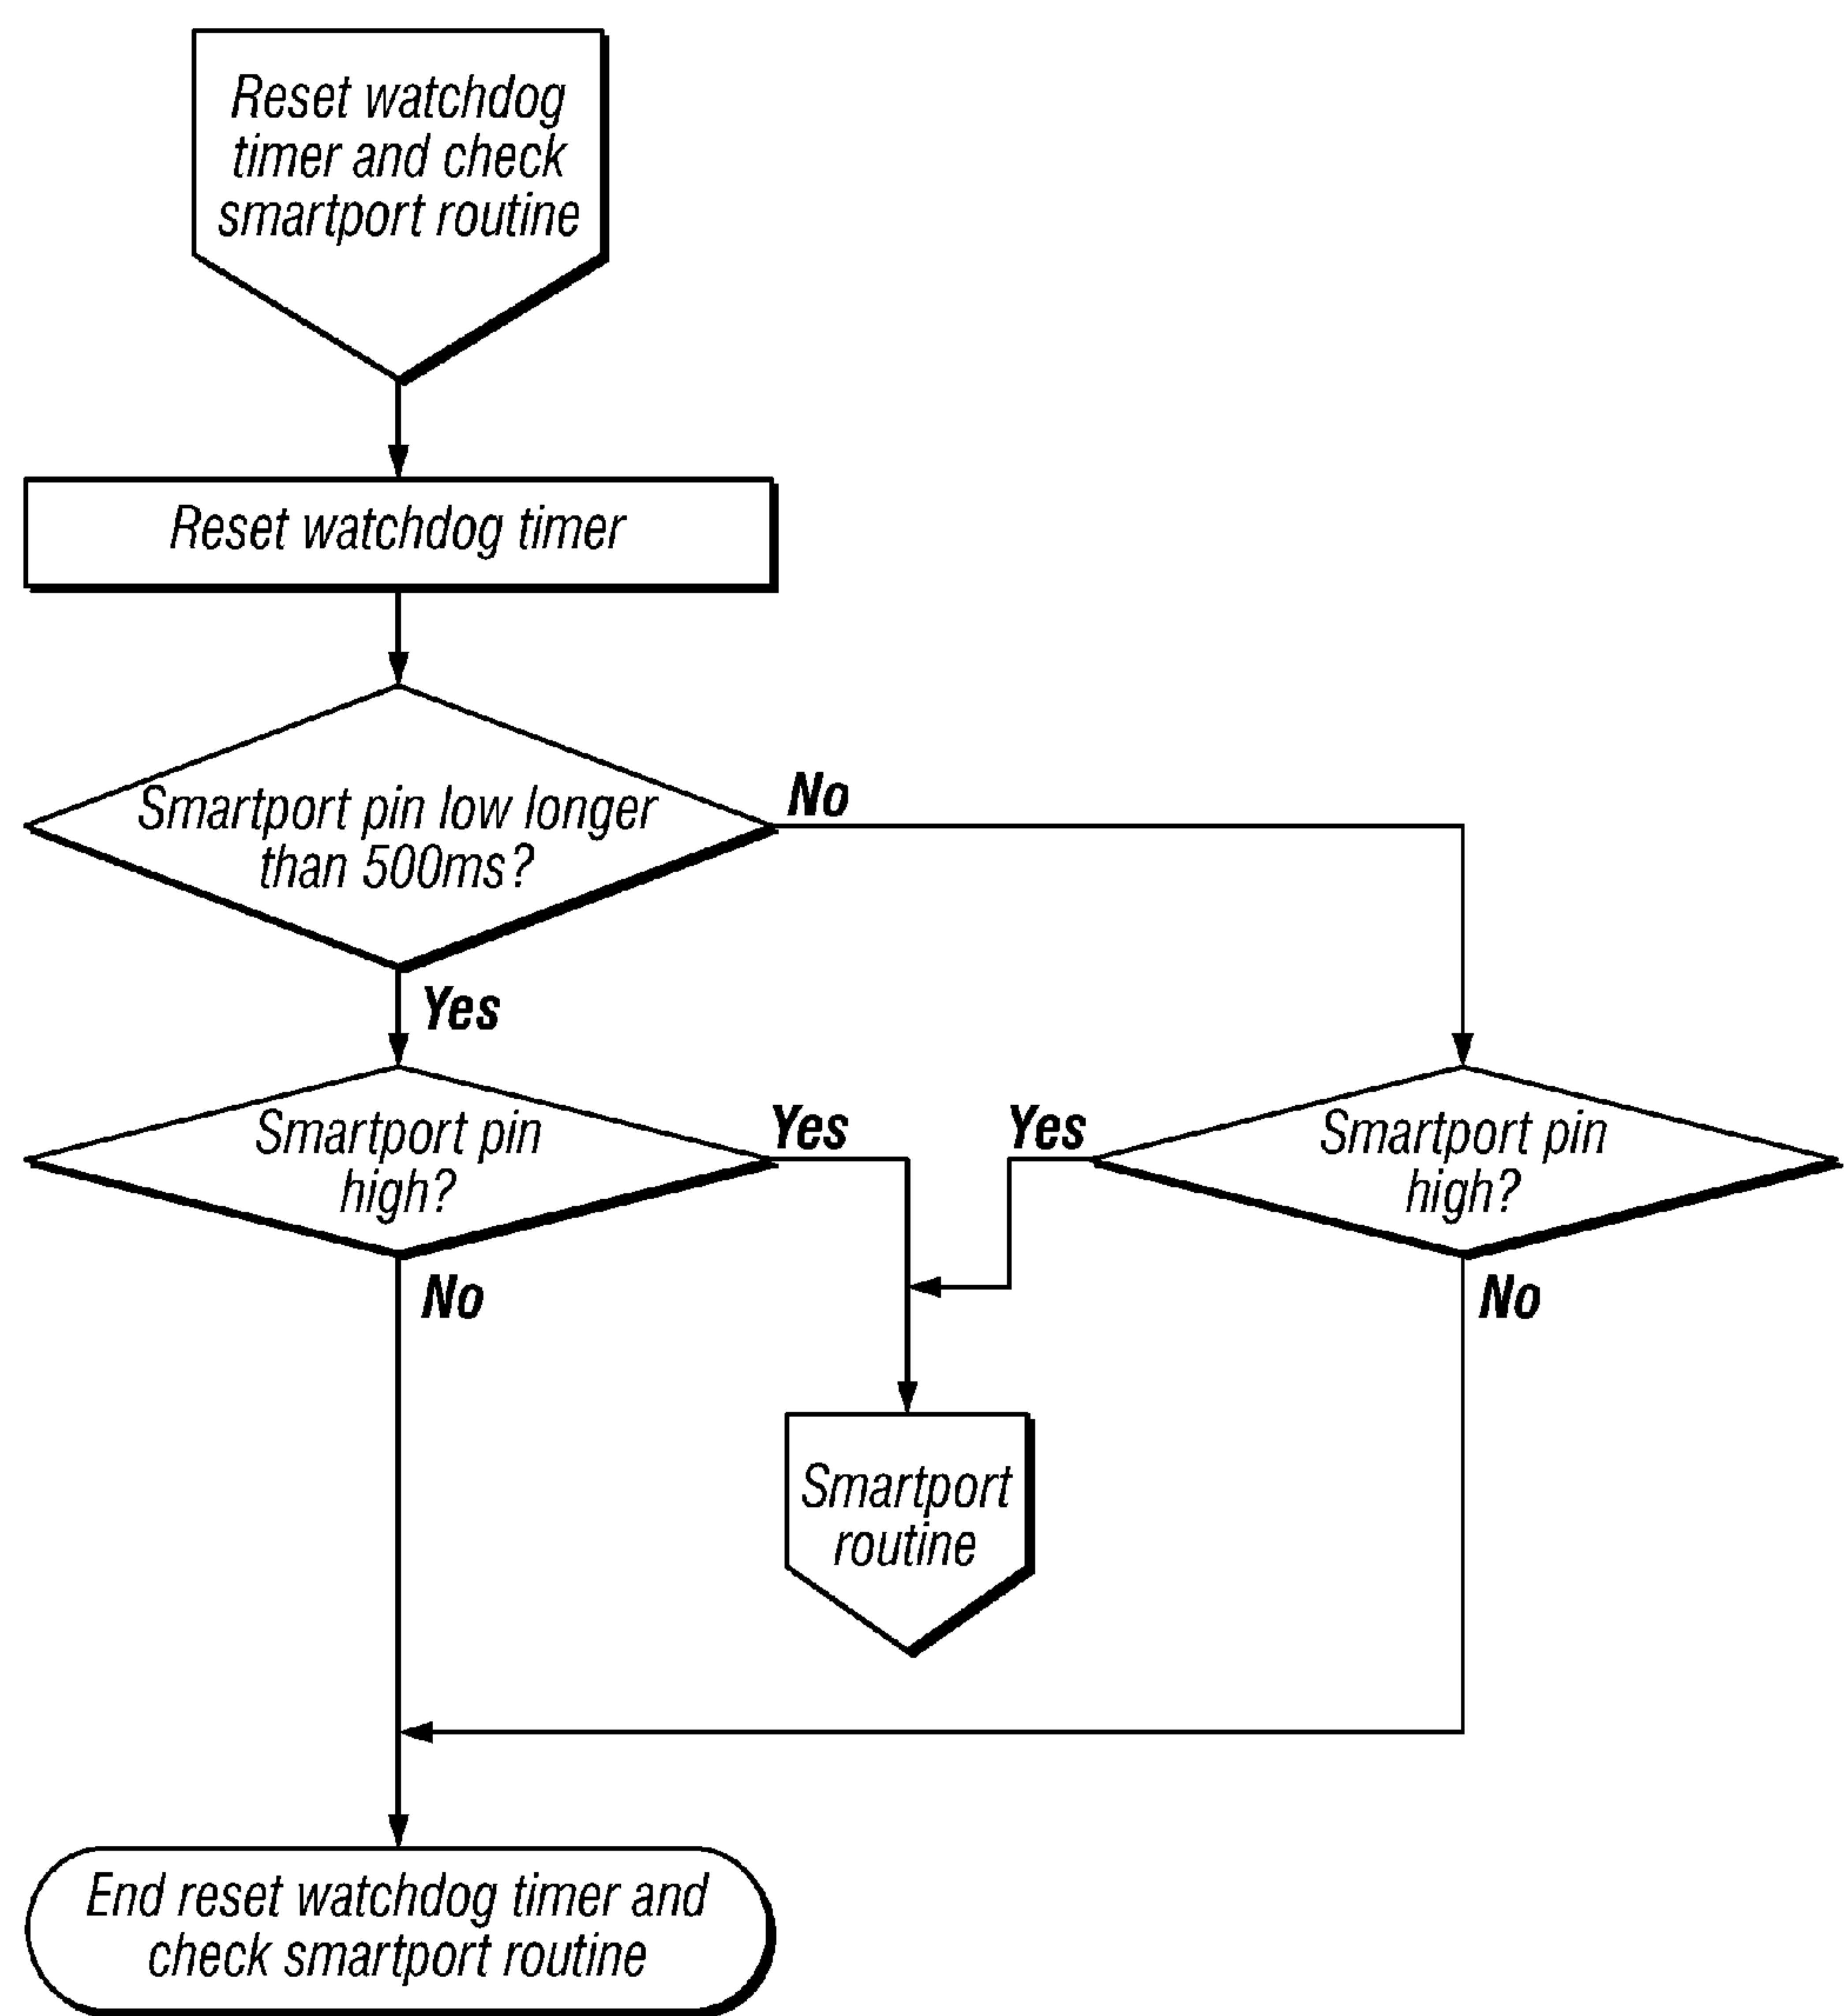 Reset watchdog
timer and check
smartport routine
Reset watchdog timer
Smartport pin low longer
than 500ms?
No
Yes
Smartport pin
high?
Yes
No
Yes
Smartport pin
high?
No
Smartport
routine
End reset watchdog timer and
check smartport routine